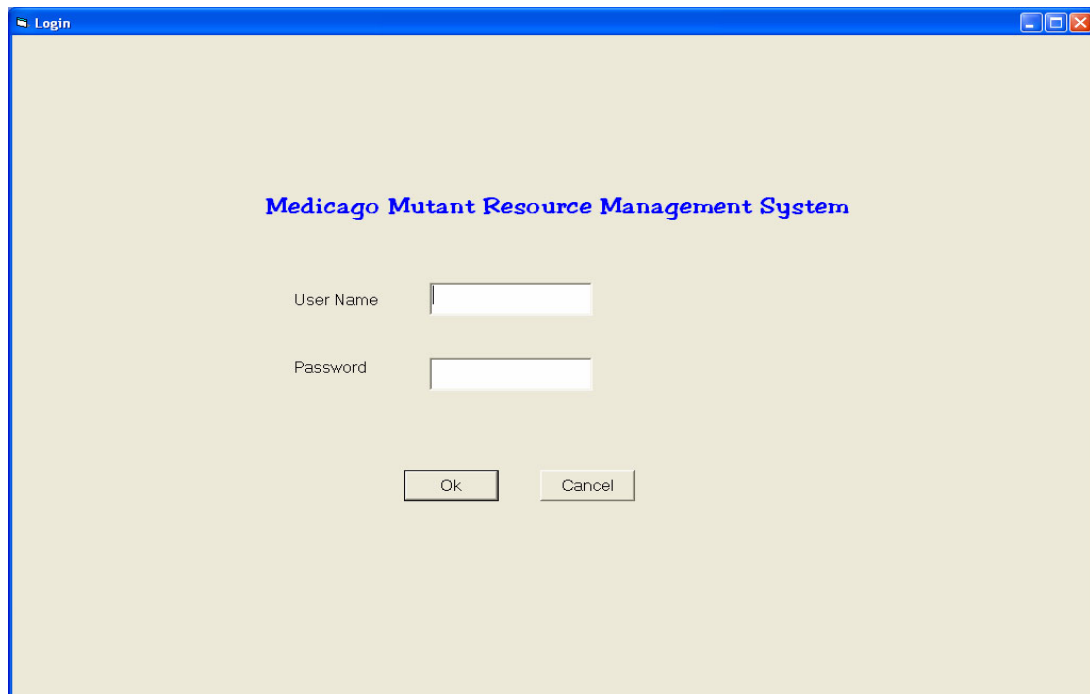 Login
Medicago Mutant Resource Management System
User Name
Password
Ok Cancel